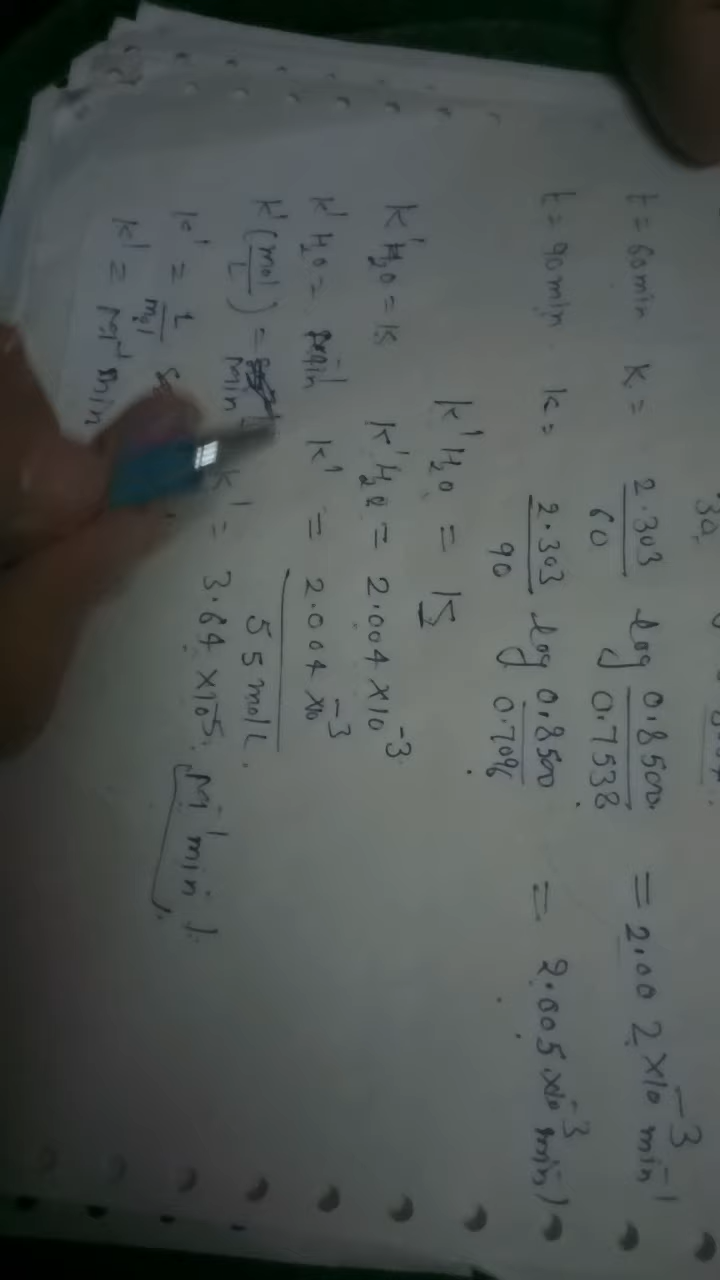 30
t = 60 min K = 2.303/60 log 0.8500/0.7538 = 2.002 × 10⁻³ min⁻¹
t = 90 min k = 2.303/90 log 0.8500/0.7096 = 2.005 × 10⁻³ min⁻¹
K' H₂O = K
K' H₂O = K K' H₂O = 2.004 × 10⁻³
K' H₂O = min⁻¹ K' = 2.004 × 10⁻³/55 mol/L
K' (mol/L) = min⁻¹ K' = 3.64 × 10⁻⁵ M⁻¹ min⁻¹
K' = L/mol
K' = M⁻¹ min